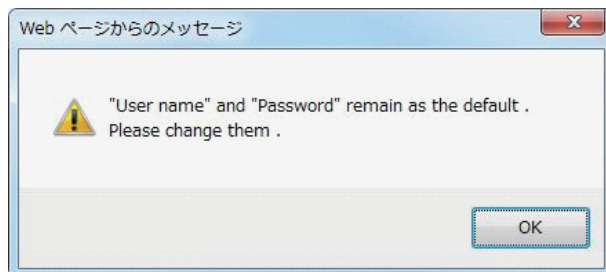 Web ページからのメッセージ
"User name" and "Password" remain as the default .
Please change them .
OK